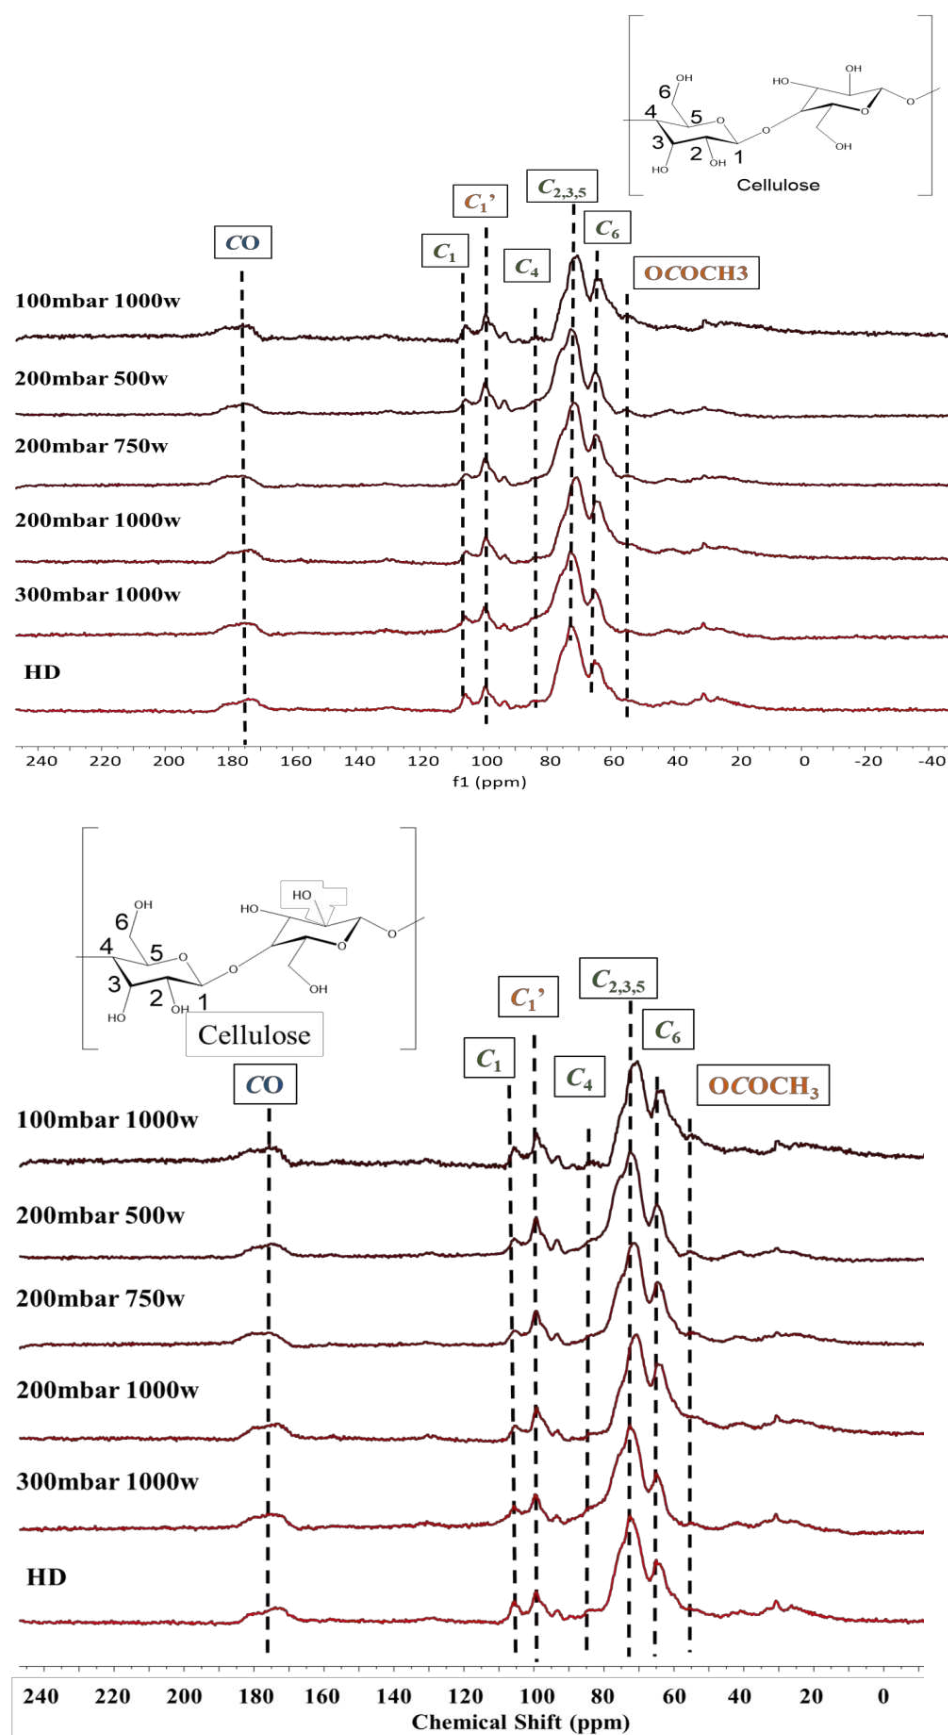 OH
6
4
5
O
3
2
HO
OH
1
O
HO
OH
O
O
OH
Cellulose
C2,3,5
C1’
C6
CO
C1
C4
OCOCH3
100mbar 1000w
200mbar 500w
200mbar 750w
200mbar 1000w
300mbar 1000w
HD
240 220 200 180 160 140 120 100 80 60 40 20 0 -20 -40
f1 (ppm)
OH
6
HO
HO
4
5
O
O
O
O
3
2
1
HO
OH
OH
Cellulose
C2,3,5
C1’
C6
C1
C4
CO
OCOCH3
100mbar 1000w
200mbar 500w
200mbar 750w
200mbar 1000w
300mbar 1000w
HD
240 220 200 180 160 140 120 100 80 60 40 20 0
Chemical Shift (ppm)